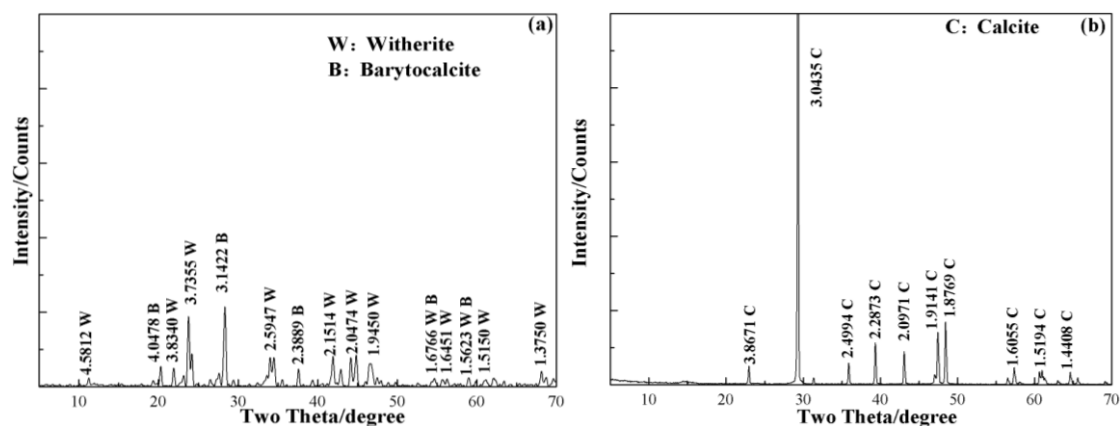 (a)
W: Witherite
B: Barytocalcite
4.5812 W
4.0478 B
3.8340 W
3.7355 W
3.1422 B
2.5947 W
2.3889 B
2.1514 W
2.0474 W
1.9450 W
1.6766 W B
1.6451 W
1.5623 W B
1.5150 W
1.3750 W
Intensity/Counts
10 20 30 40 50 60 70
Two Theta/degree
(b)
C: Calcite
3.8671 C
3.0435 C
2.4994 C
2.2873 C
2.0971 C
1.9141 C
1.8769 C
1.6055 C
1.5194 C
1.4408 C
Intensity/Counts
10 20 30 40 50 60 70
Two Theta/degree